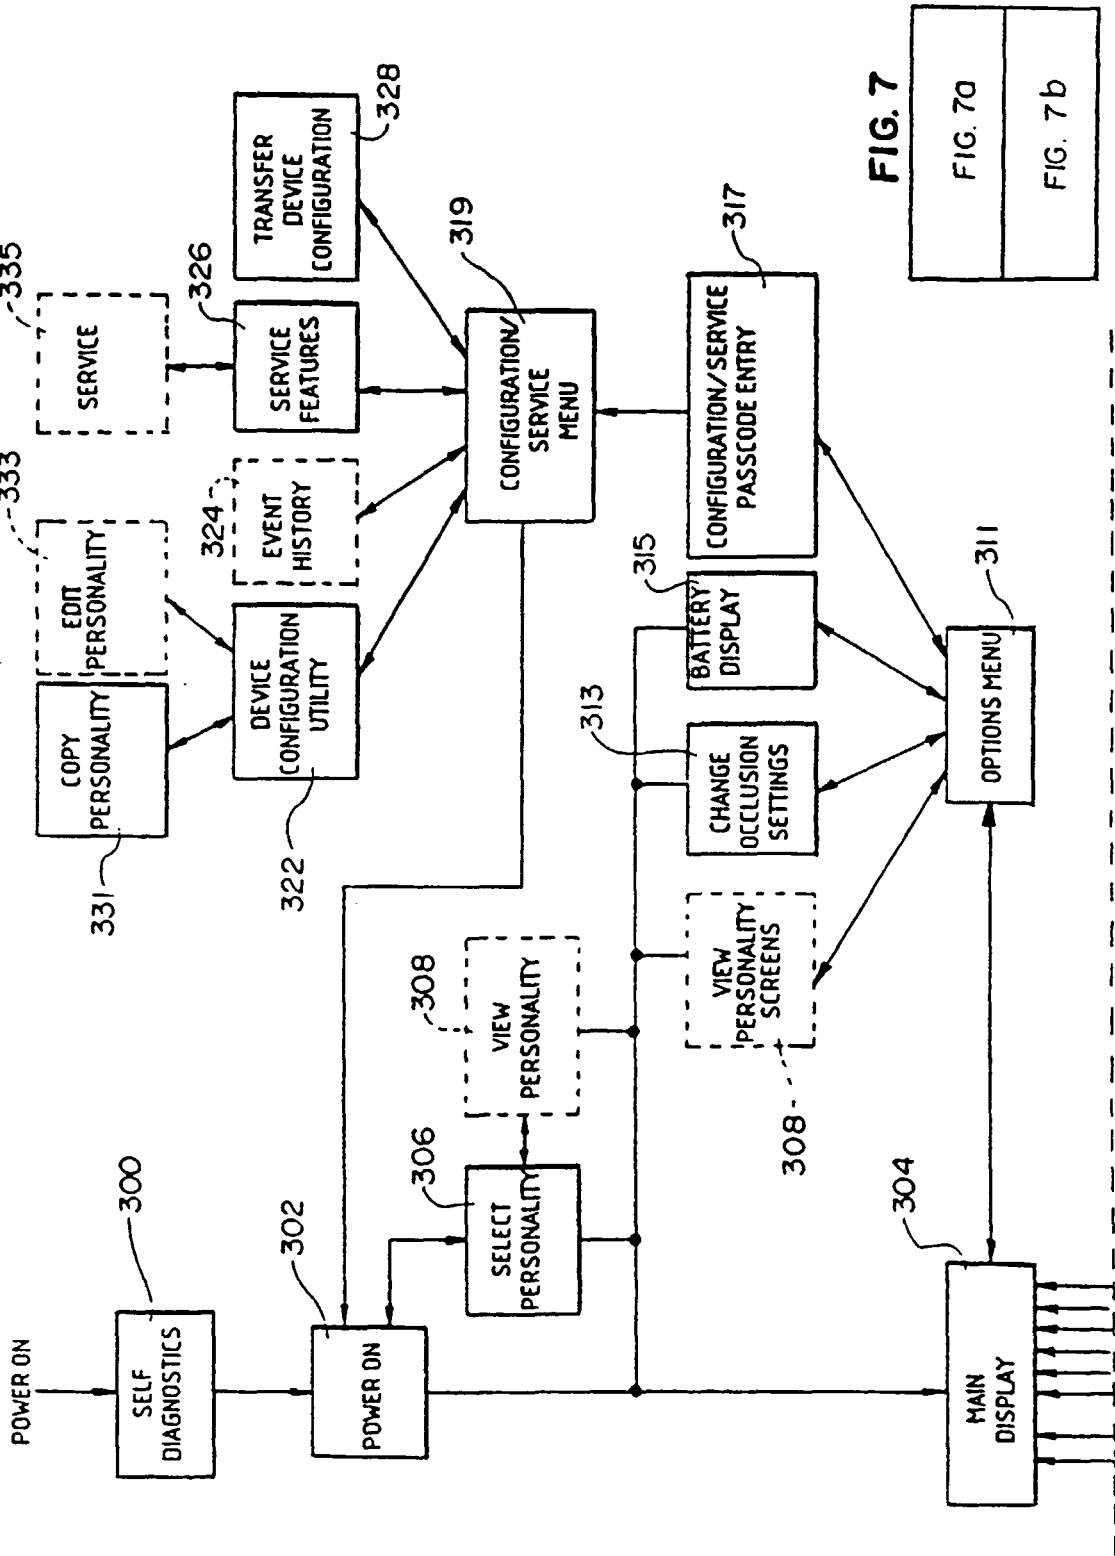 POWER ON
SELF
DIAGNOSTICS
300
POWER ON
302
SELECT
PERSONALITY
306
VIEW
PERSONALITY
308
MAIN
DISPLAY
304
COPY
PERSONALITY
331
EDIT
PERSONALITY
333
SERVICE
335
DEVICE
CONFIGURATION
UTILITY
322
EVENT
HISTORY
324
SERVICE
FEATURES
326
TRANSFER
DEVICE
CONFIGURATION
328
CONFIGURATION/
SERVICE
MENU
319
VIEW
PERSONALITY
SCREENS
308
CHANGE
OCCLUSION
SETTINGS
313
BATTERY
DISPLAY
315
CONFIGURATION/SERVICE
PASSCODE ENTRY
317
OPTIONS MENU
311
FIG. 7
FIG. 7a
FIG. 7b